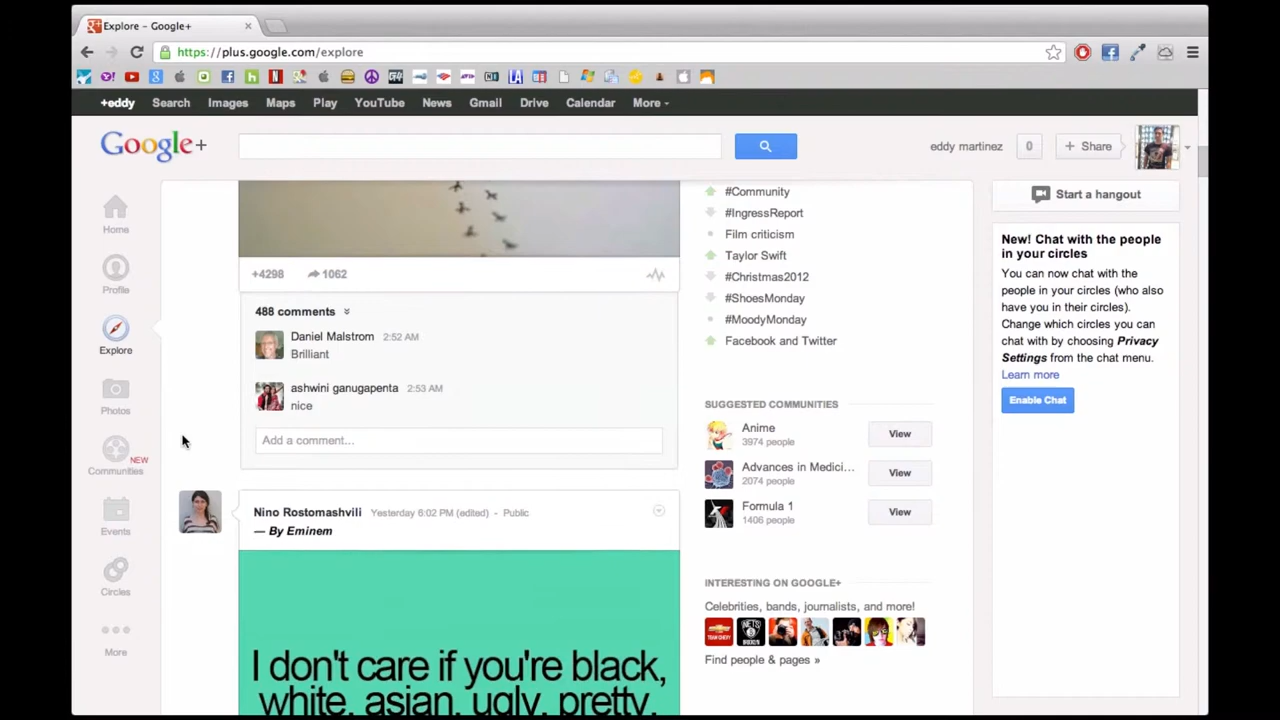 Explore - Google+
https://plus.google.com/explore
+eddy Search Images Maps Play YouTube News Gmail Drive Calendar More
Google+
eddy martinez 0 + Share
Home
Profile
Explore
Photos
NEW
Communities
Events
Circles
More
+4298 1062
488 comments
Daniel Malstrom 2:52 AM
Brilliant
ashwini ganugapenta 2:53 AM
nice
Add a comment...
Nino Rostomashvili Yesterday 6:02 PM (edited) - Public
— By Eminem
I don't care if you're black,
white, asian, ugly, pretty,
#Community
#IngressReport
Film criticism
Taylor Swift
#Christmas2012
#ShoesMonday
#MoodyMonday
Facebook and Twitter
SUGGESTED COMMUNITIES
Anime
3974 people
View
Advances in Medici...
2074 people
View
Formula 1
1406 people
View
INTERESTING ON GOOGLE+
Celebrities, bands, journalists, and more!
Find people & pages »
Start a hangout
New! Chat with the people
in your circles
You can now chat with the
people in your circles (who also
have you in their circles).
Change which circles you can
chat with by choosing Privacy
Settings from the chat menu.
Learn more
Enable Chat